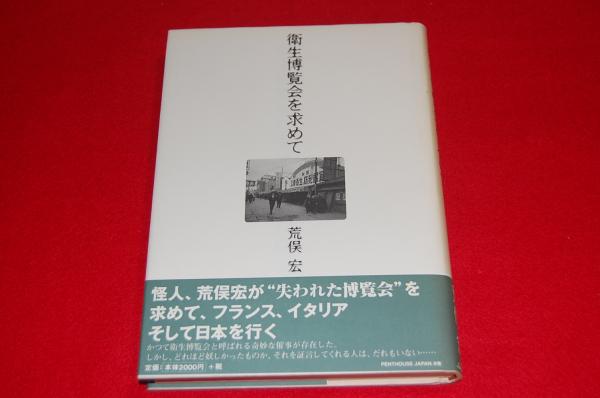 衛生博覧会を求めて
荒俣 宏
怪人、荒俣宏が“失われた博覧会”を
求めて、フランス、イタリア
そして日本を行く
かつて衛生博覧会と呼ばれる奇妙な催事が存在した。
しかし、どれほど妖しかったものか、それを証言してくれる人は、だれもいない……
定価：本体2000円 +税
PENTHOUSE JAPAN